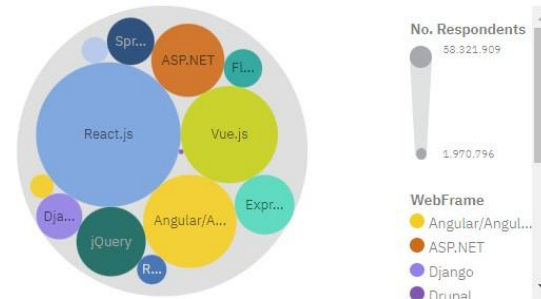 Spr...
ASP.NET
Fl...
React.js
Vue.js
Expr...
Dja...
jQuery
Angular/A...
R...
No. Respondents
58.321.909
1.970.796
WebFrame
Angular/Angul...
ASP.NET
Django
Drupal